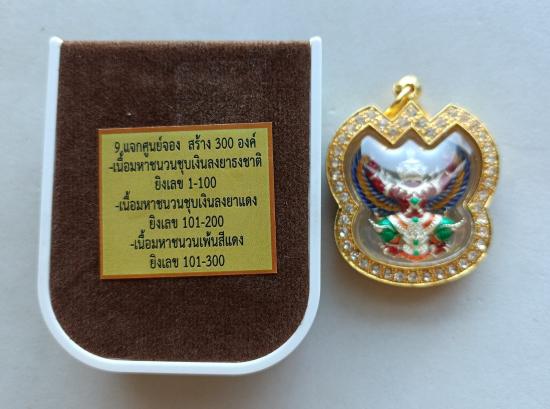 9.แจกศูนย์จอง สร้าง 300 องค์
-เนื้อมหาชนวนชุบเงินลงยาธงชาติ
ยิงเลข 1-100
-เนื้อมหาชนวนชุบเงินลงยาแดง
ยิงเลข 101-200
-เนื้อมหาชนวนเพ้นสีแดง
ยิงเลข 101-300